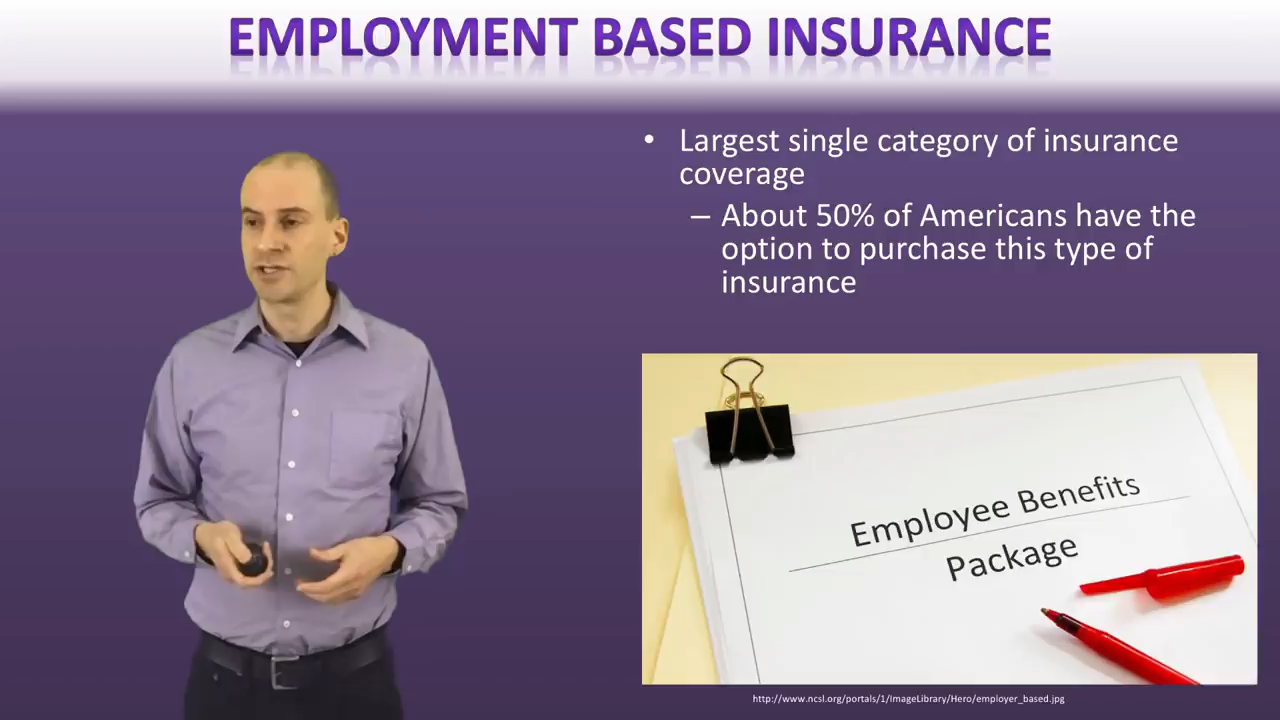 EMPLOYMENT BASED INSURANCE
• Largest single category of insurance
coverage
– About 50% of Americans have the
option to purchase this type of
insurance
Employee Benefits
Package
http://www.ncsl.org/portals/1/ImageLibrary/Hero/employer_based.jpg